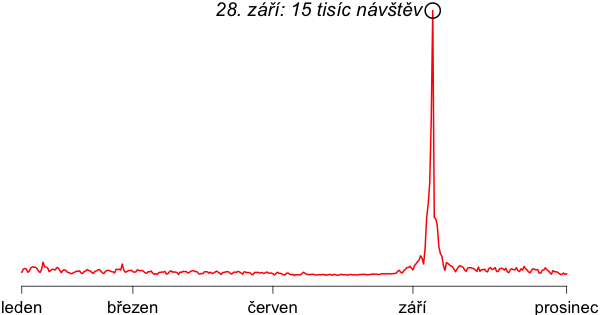 28. září: 15 tisíc návštěv
leden březen červen září prosinec